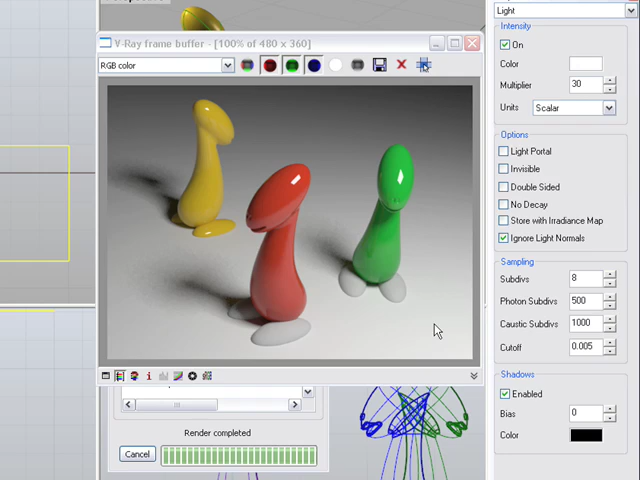 Light
Intensity
V-Ray frame buffer - [100% of 480 x 360]
On
RGB color
Color
Multiplier
30
Units
Scalar
Options
Light Portal
Invisible
Double Sided
No Decay
Store with Irradiance Map
Ignore Light Normals
Sampling
Subdivs
8
Photon Subdivs
500
Caustic Subdivs
1000
Cutoff
0.005
Shadows
Enabled
Bias
0
Color
Render completed
Cancel